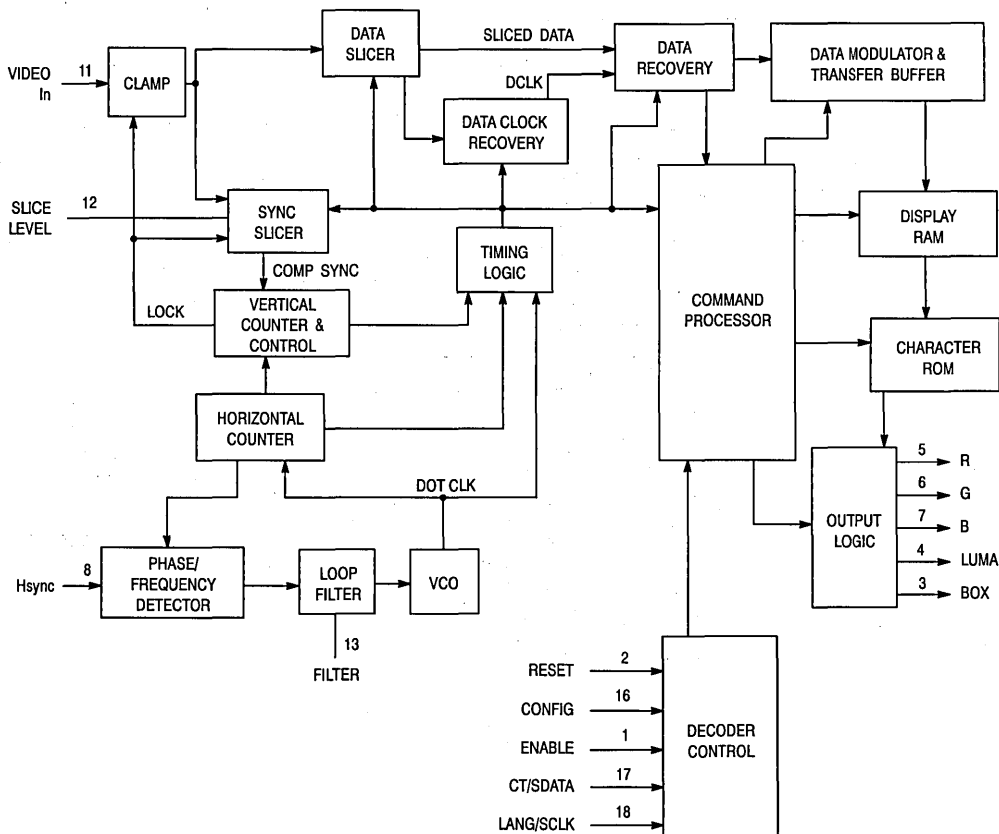 VIDEO
In
11
CLAMP
DATA
SLICER
SLICED DATA
DCLK
DATA
RECOVERY
DATA MODULATOR &
TRANSFER BUFFER
DATA CLOCK
RECOVERY
SLICE
LEVEL
12
SYNC
SLICER
COMP SYNC
TIMING
LOGIC
LOCK
VERTICAL
COUNTER &
CONTROL
COMMAND
PROCESSOR
DISPLAY
RAM
CHARACTER
ROM
HORIZONTAL
COUNTER
DOT CLK
OUTPUT
LOGIC
5
R
6
G
7
B
4
LUMA
3
BOX
Hsync
8
PHASE/
FREQUENCY
DETECTOR
LOOP
FILTER
VCO
13
FILTER
RESET
2
CONFIG
16
ENABLE
1
CT/SDATA
17
LANG/SCLK
18
DECODER
CONTROL